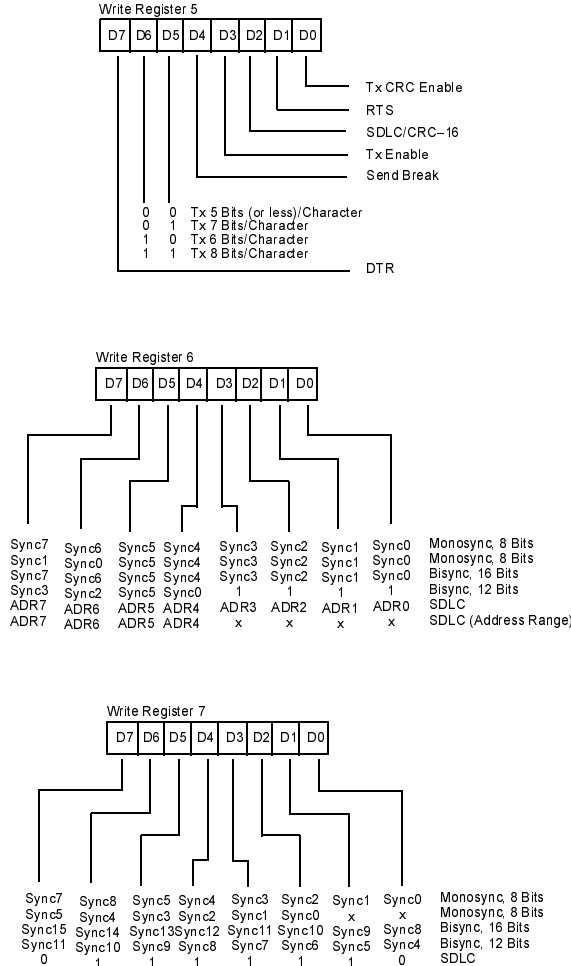 Write Register 5
D7 D6 D5 D4 D3 D2 D1 D0
Tx CRC Enable
RTS
SDLC/CRC–16
Tx Enable
Send Break
0 0 Tx 5 Bits (or less)/Character
0 1 Tx 7 Bits/Character
1 0 Tx 6 Bits/Character
1 1 Tx 8 Bits/Character
DTR
Write Register 6
D7 D6 D5 D4 D3 D2 D1 D0
Sync7 Sync6 Sync5 Sync4 Sync3 Sync2 Sync1 Sync0 Monosync, 8 Bits
Sync1 Sync0 Sync5 Sync4 Sync3 Sync2 Sync1 Sync0 Monosync, 8 Bits
Sync7 Sync6 Sync5 Sync4 Sync3 Sync2 Sync1 Sync0 Bisync, 16 Bits
Sync3 Sync2 Sync5 Sync0 1 1 1 1 Bisync, 12 Bits
ADR7 ADR6 ADR5 ADR4 ADR3 ADR2 ADR1 ADR0 SDLC
ADR7 ADR6 ADR5 ADR4 x x x x SDLC (Address Range)
Write Register 7
D7 D6 D5 D4 D3 D2 D1 D0
Sync7 Sync8 Sync5 Sync4 Sync3 Sync2 Sync1 Sync0 Monosync, 8 Bits
Sync5 Sync4 Sync3 Sync2 Sync1 Sync0 x x Monosync, 8 Bits
Sync15 Sync14 Sync13 Sync12 Sync11 Sync10 Sync9 Sync8 Bisync, 16 Bits
Sync11 Sync10 Sync9 Sync8 Sync7 Sync6 Sync5 Sync4 Bisync, 12 Bits
0 1 1 1 1 1 1 0 SDLC